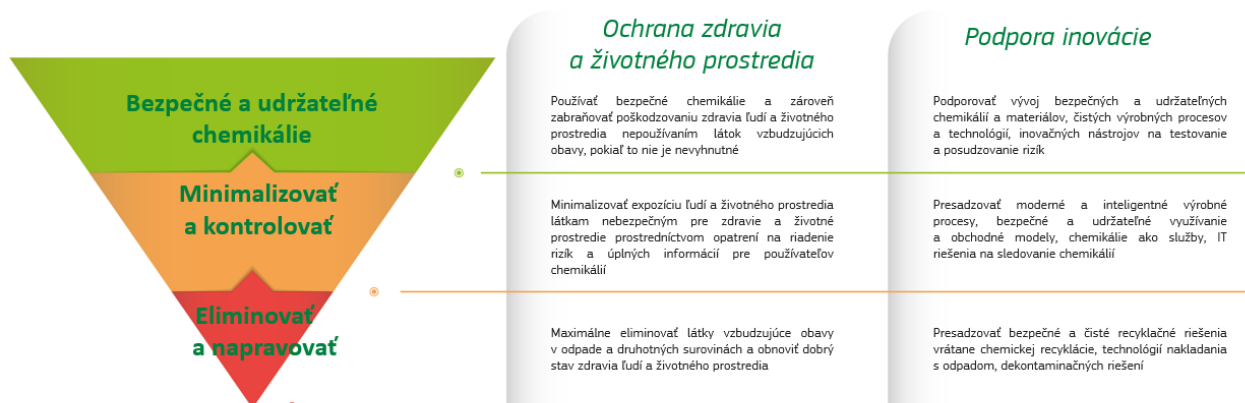 Ochrana zdravia
a životného prostredia
Podpora inovácie
Bezpečné a udržateľné
chemikálie
Používať bezpečné chemikálie a zároveň
zabraňovať poškodzovaniu zdravia ľudí a životného
prostredia nepoužívaním látok vzbudzujúcich
obavy, pokiaľ to nie je nevyhnutné
Podporovať vývoj bezpečných a udržateľných
chemikálií a materiálov, čistých výrobných procesov
a technológií, inovačných nástrojov na testovanie
a posudzovanie rizík
Minimalizovať
a kontrolovať
Minimalizovať expozíciu ľudí a životného prostredia
látkam nebezpečným pre zdravie a životné
prostredie prostredníctvom opatrení na riadenie
rizík a úplných informácií pre používateľov
chemikálií
Presadzovať moderné a inteligentné výrobné
procesy, bezpečné a udržateľné využívanie
a obchodné modely, chemikálie ako služby, IT
riešenia na sledovanie chemikálií
Eliminovať
a napravovať
Maximálne eliminovať látky vzbudzujúce obavy
v odpade a druhotných surovinách a obnoviť dobrý
stav zdravia ľudí a životného prostredia
Presadzovať bezpečné a čisté recyklačné riešenia
vrátane chemickej recyklácie, technológií nakladania
s odpadom, dekontaminačných riešení